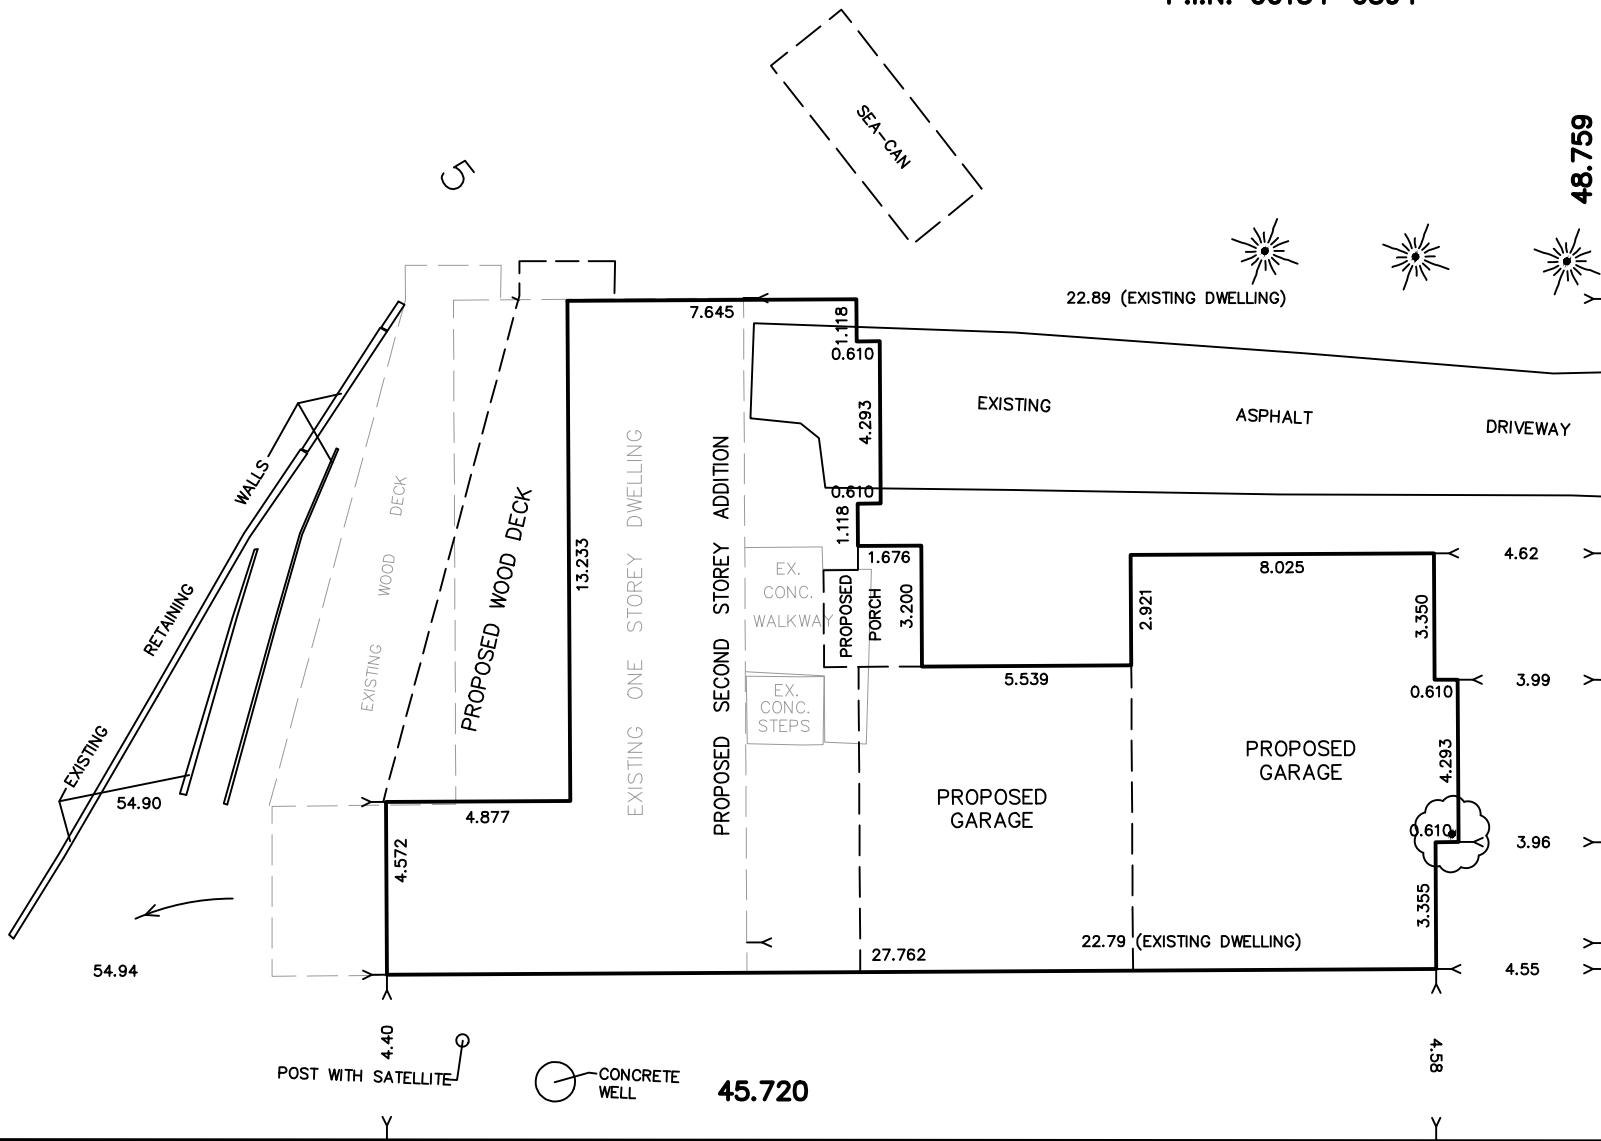 SEA-CAN
48.759
5
22.89 (EXISTING DWELLING)
7.645
1.118
0.610
4.293
0.610
1.118
1.676
3.200
EXISTING ASPHALT DRIVEWAY
EXISTING RETAINING WALLS
EXISTING WOOD DECK
PROPOSED WOOD DECK
13.233
EXISTING ONE STOREY DWELLING
PROPOSED SECOND STOREY ADDITION
EX.
CONC.
WALKWAY
EX.
CONC.
STEPS
PROPOSED
PORCH
5.539
2.921
8.025
4.62
3.350
3.99
0.610
4.293
0.610
3.96
3.355
PROPOSED
GARAGE
PROPOSED
GARAGE
54.90
4.877
4.572
54.94
27.762
22.79 (EXISTING DWELLING)
4.55
4.40
4.58
POST WITH SATELLITE
CONCRETE
WELL
45.720